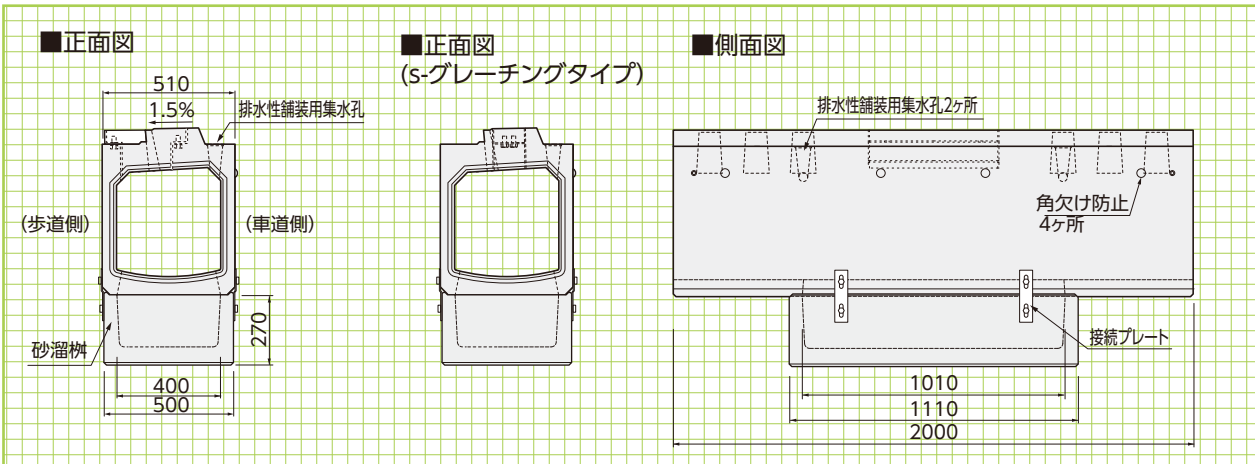 ■正面図
510
1.5%
排水性舗装用集水孔
(歩道側)
(車道側)
砂溜桝
270
400
500
■正面図
(s-グレーチングタイプ)
■側面図
排水性舗装用集水孔2ヶ所
角欠け防止
4ヶ所
接続プレート
1010
1110
2000